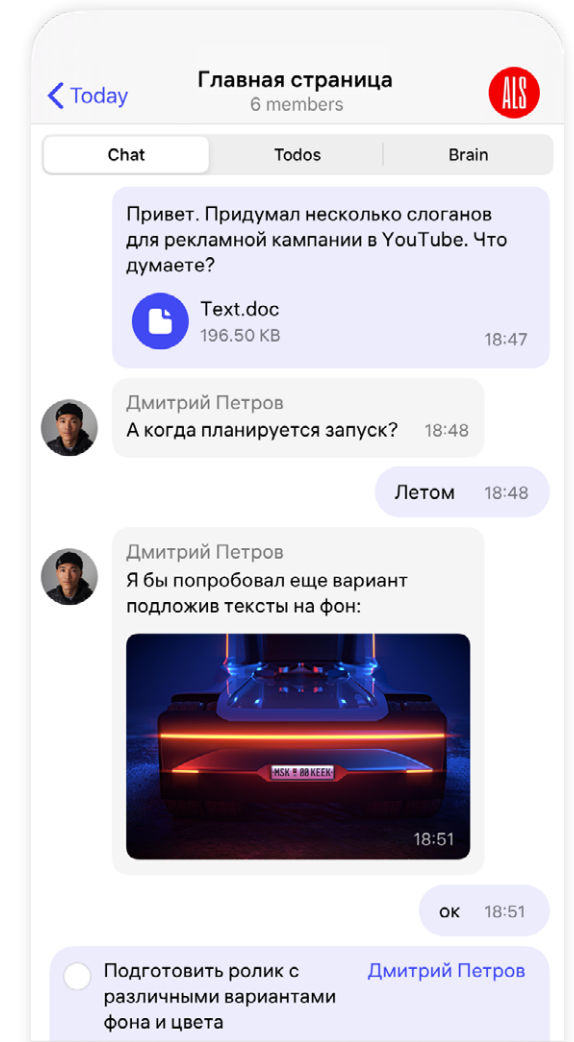 Today
Главная страница
6 members
ALS
Chat
Todos
Brain
Привет. Придумал несколько слоганов
для рекламной кампании в YouTube. Что
думаете?
Text.doc
196.50 KB
18:47
Дмитрий Петров
А когда планируется запуск?
18:48
Летом
18:48
Дмитрий Петров
Я бы попробовал еще вариант
подложив тексты на фон:
MSK 00 KEEK
18:51
ок
18:51
Подготовить ролик с
различными вариантами
фона и цвета
Дмитрий Петров